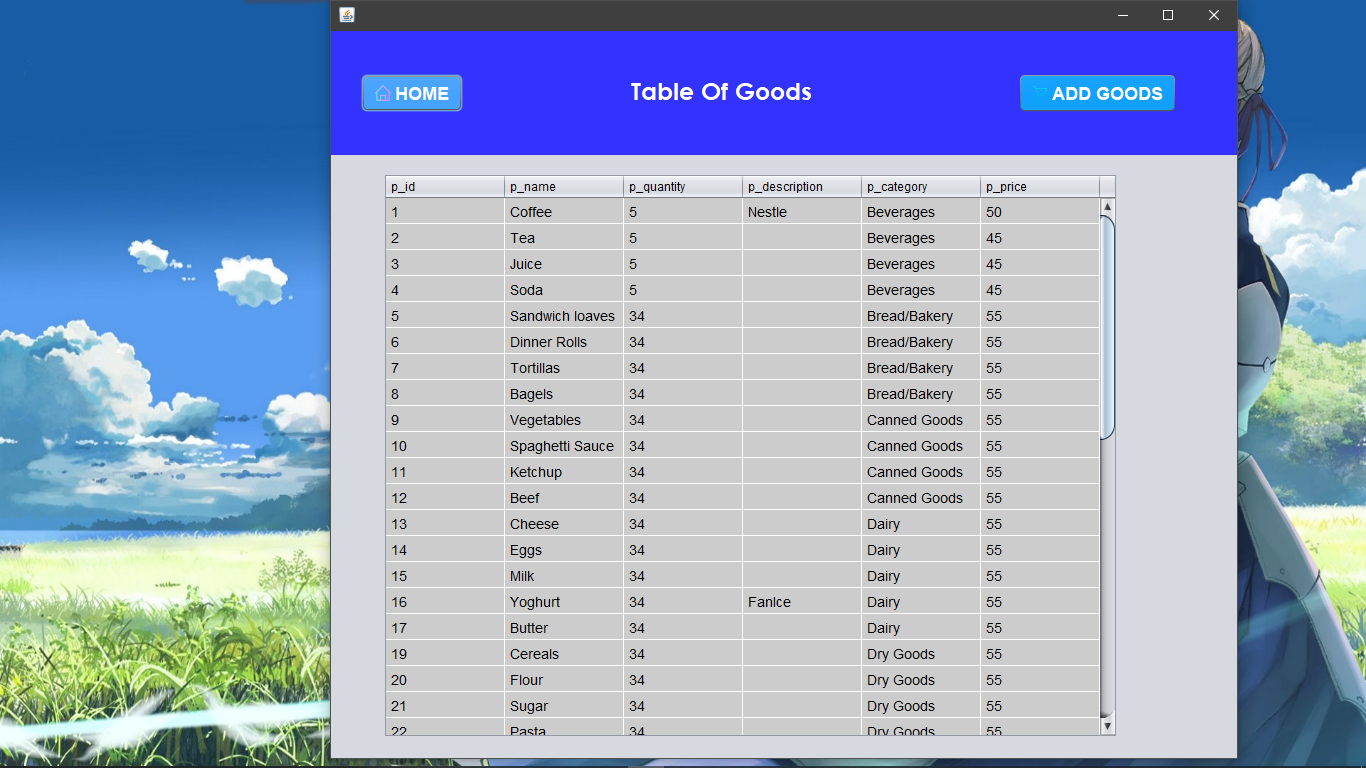 HOME Table Of Goods ADD GOODS
p_id p_name p_quantity p_description p_category p_price
1 Coffee 5 Nestle Beverages 50
2 Tea 5 Beverages 45
3 Juice 5 Beverages 45
4 Soda 5 Beverages 45
5 Sandwich loaves 34 Bread/Bakery 55
6 Dinner Rolls 34 Bread/Bakery 55
7 Tortillas 34 Bread/Bakery 55
8 Bagels 34 Bread/Bakery 55
9 Vegetables 34 Canned Goods 55
10 Spaghetti Sauce 34 Canned Goods 55
11 Ketchup 34 Canned Goods 55
12 Beef 34 Canned Goods 55
13 Cheese 34 Dairy 55
14 Eggs 34 Dairy 55
15 Milk 34 Dairy 55
16 Yoghurt 34 FanIce Dairy 55
17 Butter 34 Dairy 55
19 Cereals 34 Dry Goods 55
20 Flour 34 Dry Goods 55
21 Sugar 34 Dry Goods 55
22 Pasta 34 Dry Goods 55